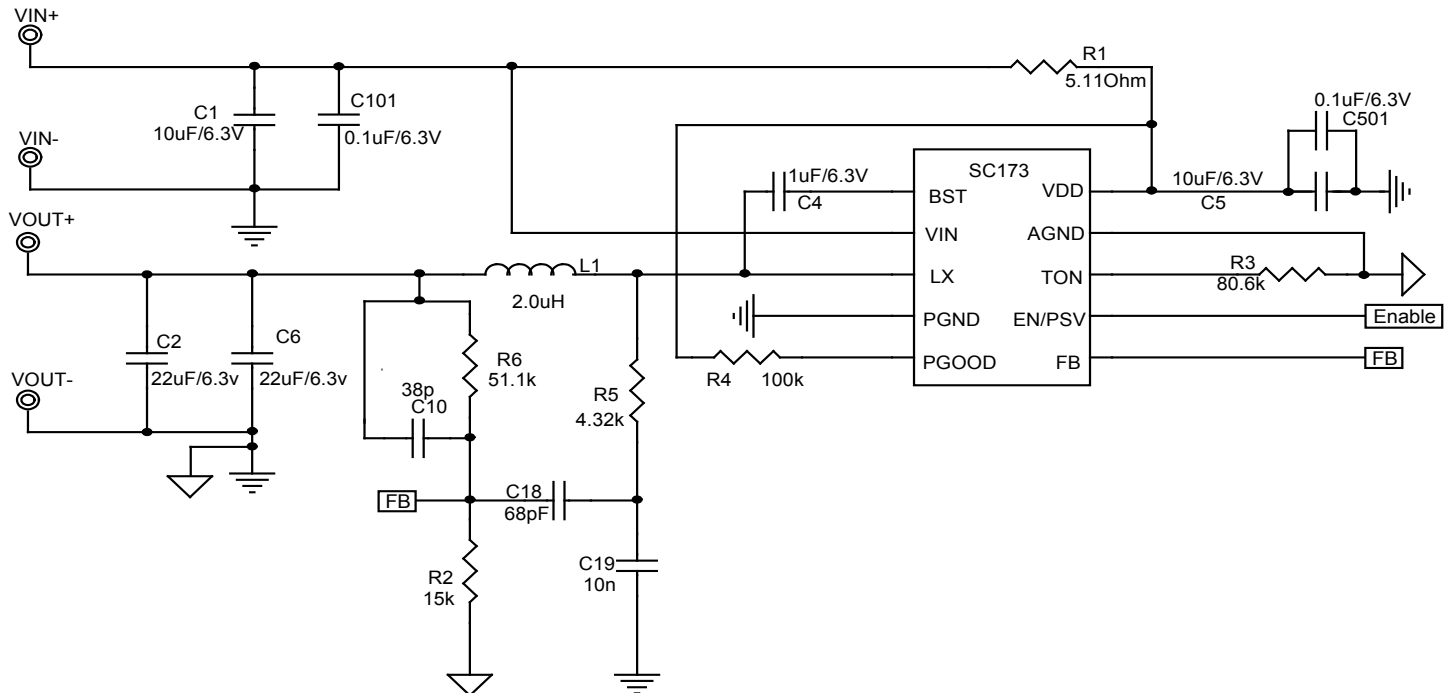 VIN+
R1
5.11Ohm
C1
10uF/6.3V
C101
0.1uF/6.3V
0.1uF/6.3V
C501
VIN-
1uF/6.3V
C4
SC173
BST
VDD
10uF/6.3V
C5
VOUT+
VIN
AGND
L1
2.0uH
LX
TON
R3
80.6k
PGND
EN/PSV
Enable
C2
22uF/6.3v
C6
22uF/6.3v
R6
51.1k
R4
100k
PGOOD
FB
FB
VOUT-
38p
C10
R5
4.32k
FB
C18
68pF
R2
15k
C19
10n